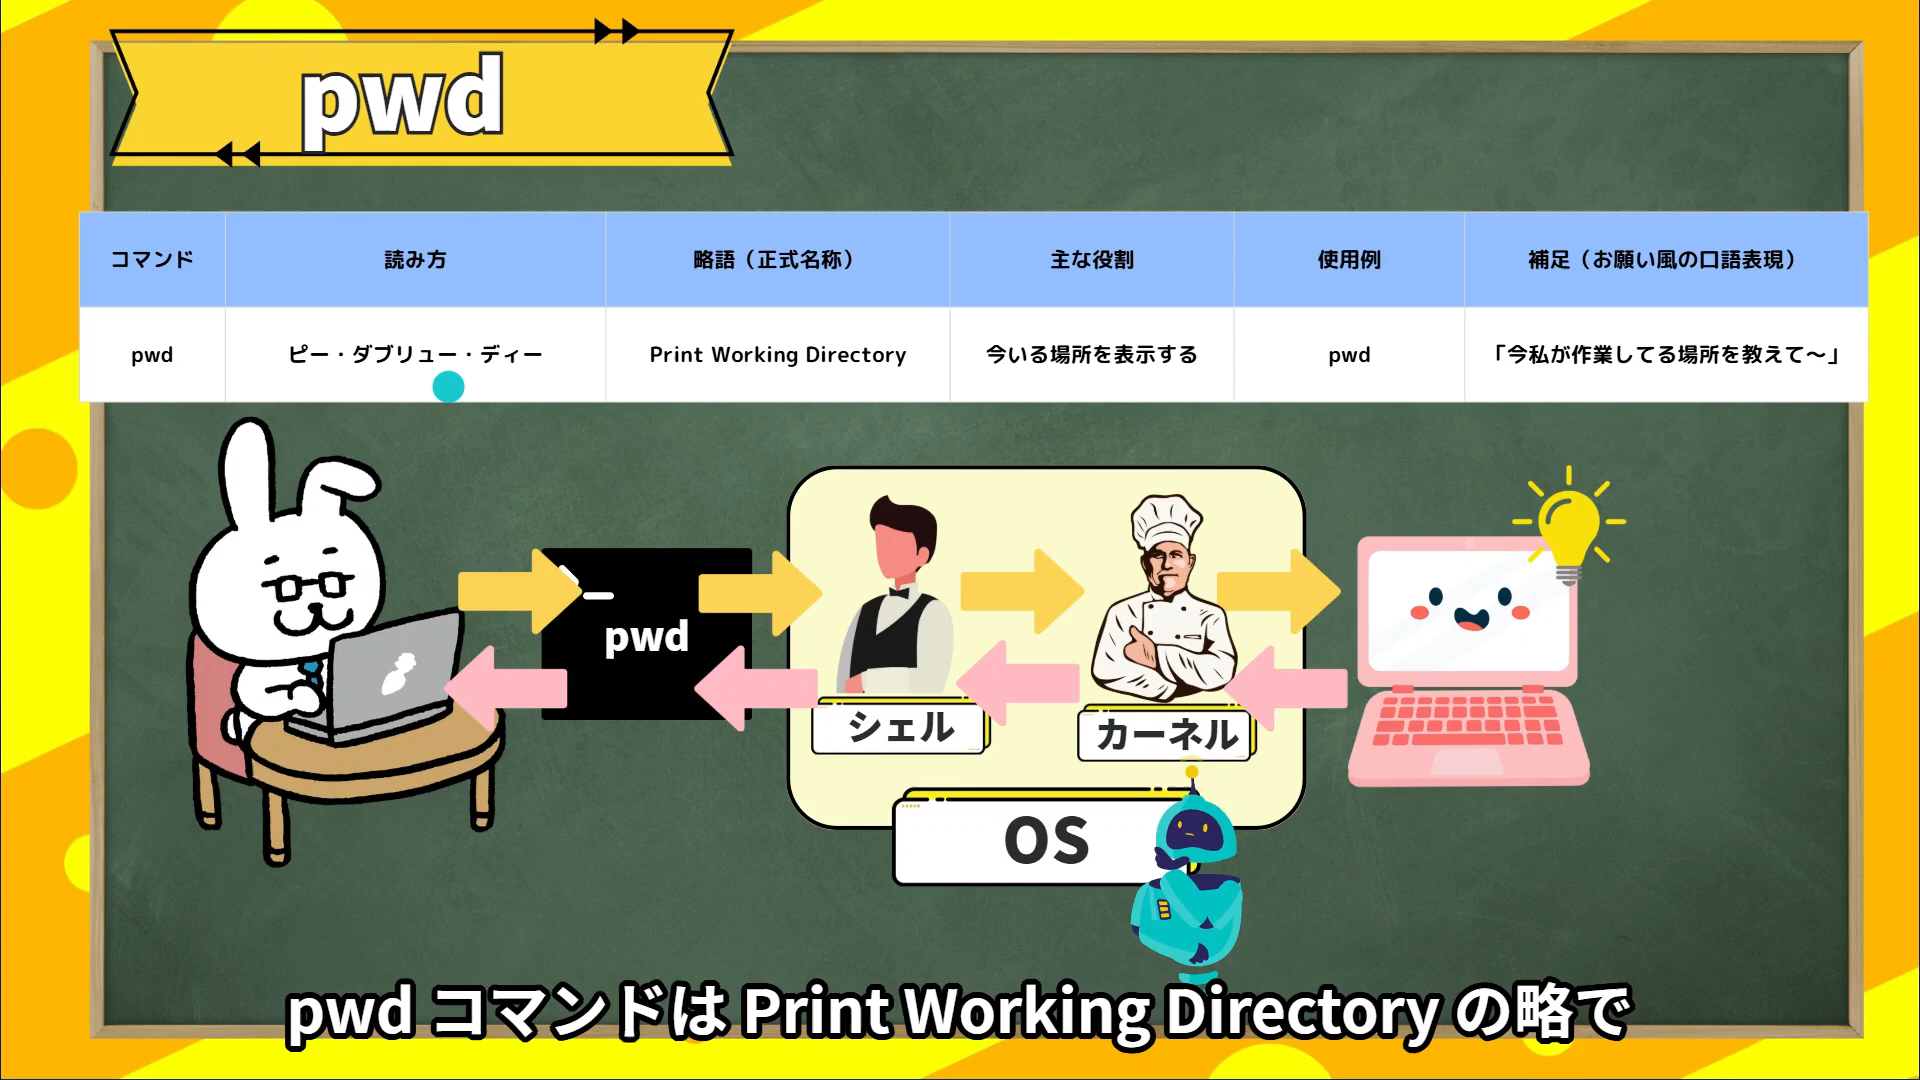 pwd
コマンド 読み方 略語（正式名称） 主な役割 使用例 補足（お願い風の口語表現）
pwd ピー・ダブリュー・ディー Print Working Directory 今いる場所を表示する pwd 「今私が作業してる場所を教えて〜」
pwd
シェル
カーネル
OS
pwd コマンドは Print Working Directory の略で